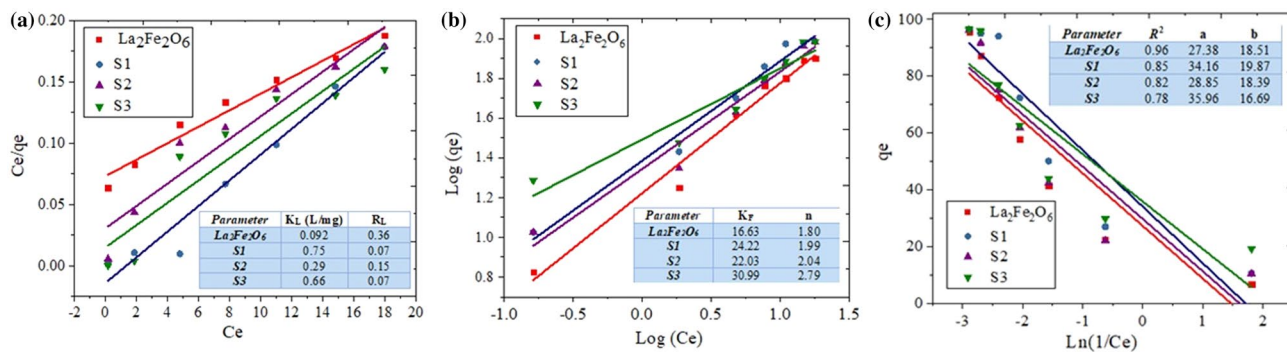 (a)
0.20
0.15
0.10
0.05
0.00
Ce/qe
La2Fe2O6
S1
S2
S3
Parameter KL (L/mg) RL
La2Fe2O6 0.092 0.36
S1 0.75 0.07
S2 0.29 0.15
S3 0.66 0.07
0 2 4 6 8 10 12 14 16 18 20
Ce
(b)
2.2
2.0
1.8
1.6
1.4
1.2
1.0
0.8
Log (qe)
La2Fe2O6
S1
S2
S3
Parameter KF n
La2Fe2O6 16.63 1.80
S1 24.22 1.99
S2 22.03 2.04
S3 30.99 2.79
-1.0 -0.5 0.0 0.5 1.0 1.5
Log (Ce)
(c)
100
80
60
40
20
0
qe
Parameter R2 a b
La2Fe2O6 0.96 27.38 18.51
S1 0.85 34.16 19.87
S2 0.82 28.85 18.39
S3 0.78 35.96 16.69
La2Fe2O6
S1
S2
S3
-3 -2 -1 0 1 2
Ln(1/Ce)